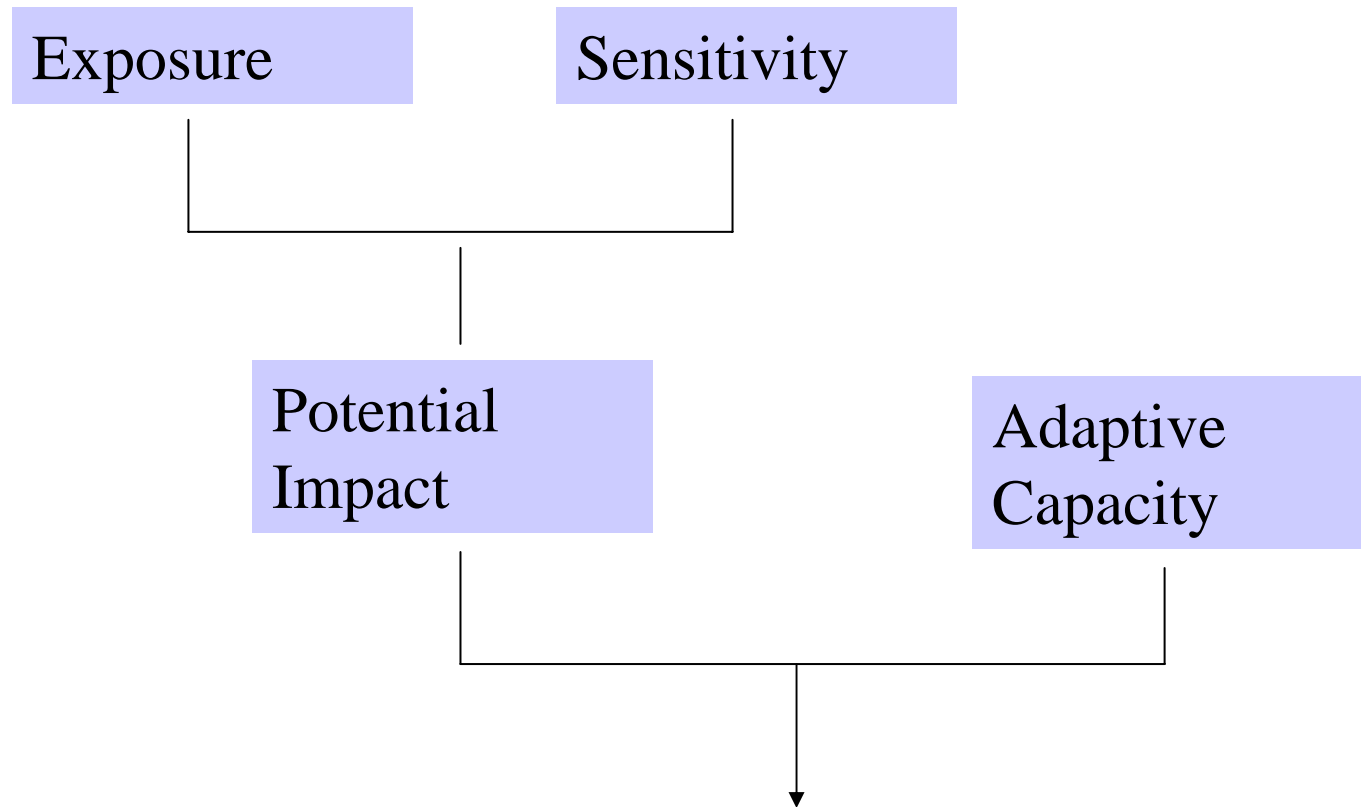 Exposure
Sensitivity
Potential
Impact
Adaptive
Capacity